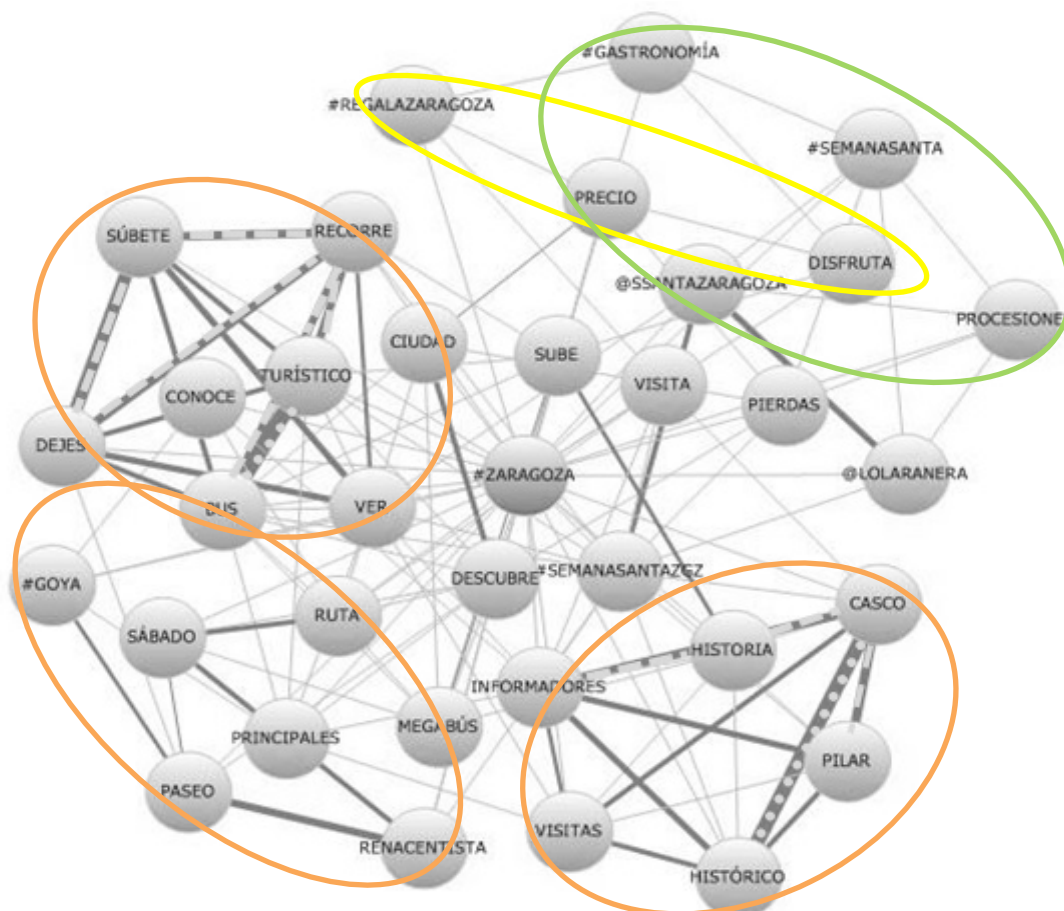 #GASTRONOMÍA
#REGALAZARAGOZA
#SEMANASANTA
PRECIO
SÚBETE
RECORRE
DISFRUTA
@SSANTAZARAGOZA
PROCESIONE
CIUDAD
SUBE
TURÍSTICO
VISITA
CONOCE
PIERDAS
DEJES
#ZARAGOZA
@LOLARANERA
BUS
VER
DESCUBRE
#SEMANASANTAZGZ
#GOYA
CASCO
SÁBADO
RUTA
HISTORIA
INFORMADORES
PRINCIPALES
MEGABÚS
PILAR
PASEO
VISITAS
RENACENTISTA
HISTÓRICO